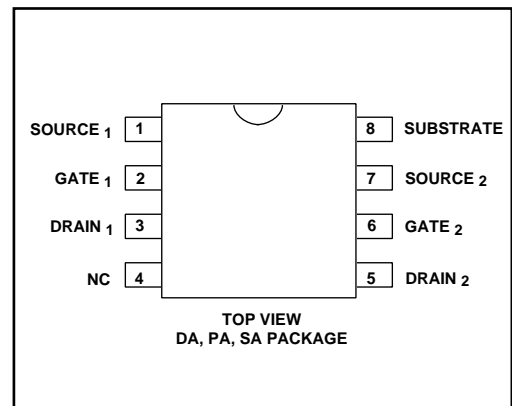 SOURCE 1 1 8 SUBSTRATE
GATE 1 2 7 SOURCE 2
DRAIN 1 3 6 GATE 2
NC 4 5 DRAIN 2
TOP VIEW
DA, PA, SA PACKAGE